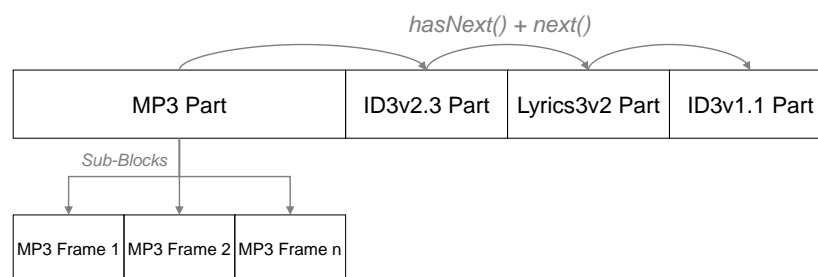 hasNext() + next()
MP3 Part
ID3v2.3 Part
Lyrics3v2 Part
ID3v1.1 Part
Sub-Blocks
MP3 Frame 1
MP3 Frame 2
MP3 Frame n